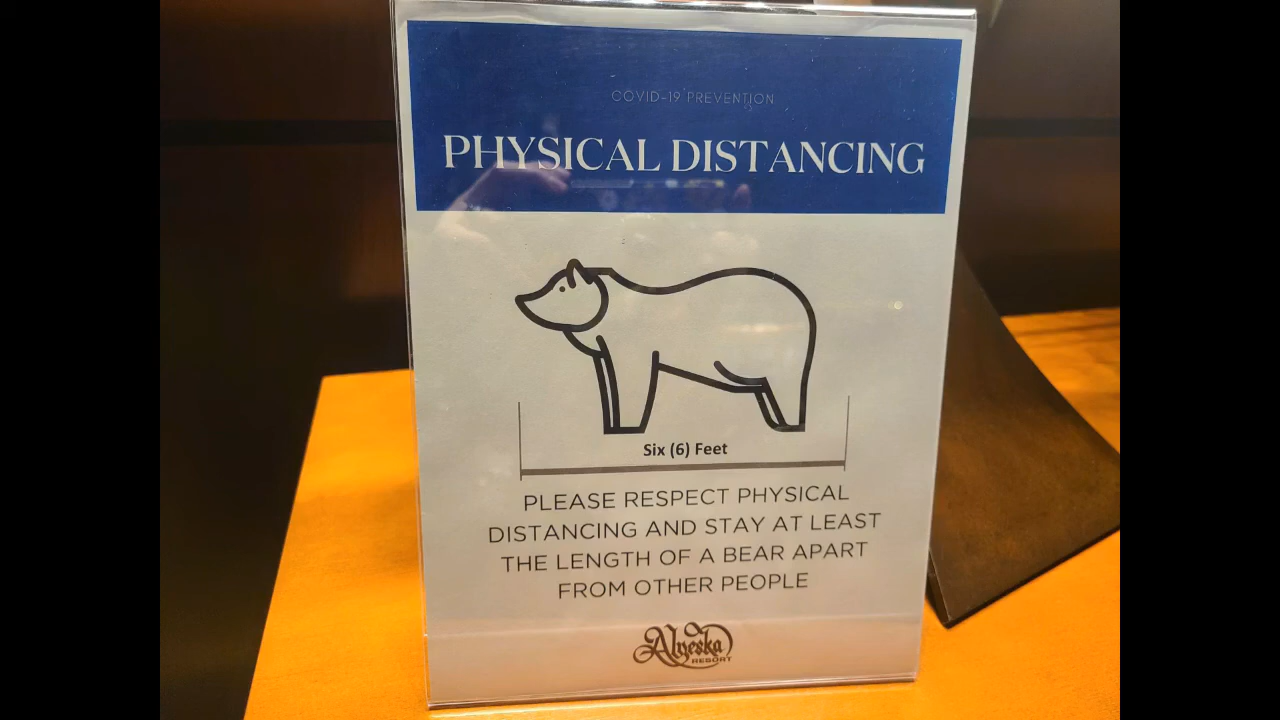 COVID-19 PREVENTION
PHYSICAL DISTANCING
Six (6) Feet
PLEASE RESPECT PHYSICAL
DISTANCING AND STAY AT LEAST
THE LENGTH OF A BEAR APART
FROM OTHER PEOPLE
Alyeska
RESORT